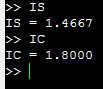 >> IS
IS = 1.4667
>> IC
IC = 1.8000
>>